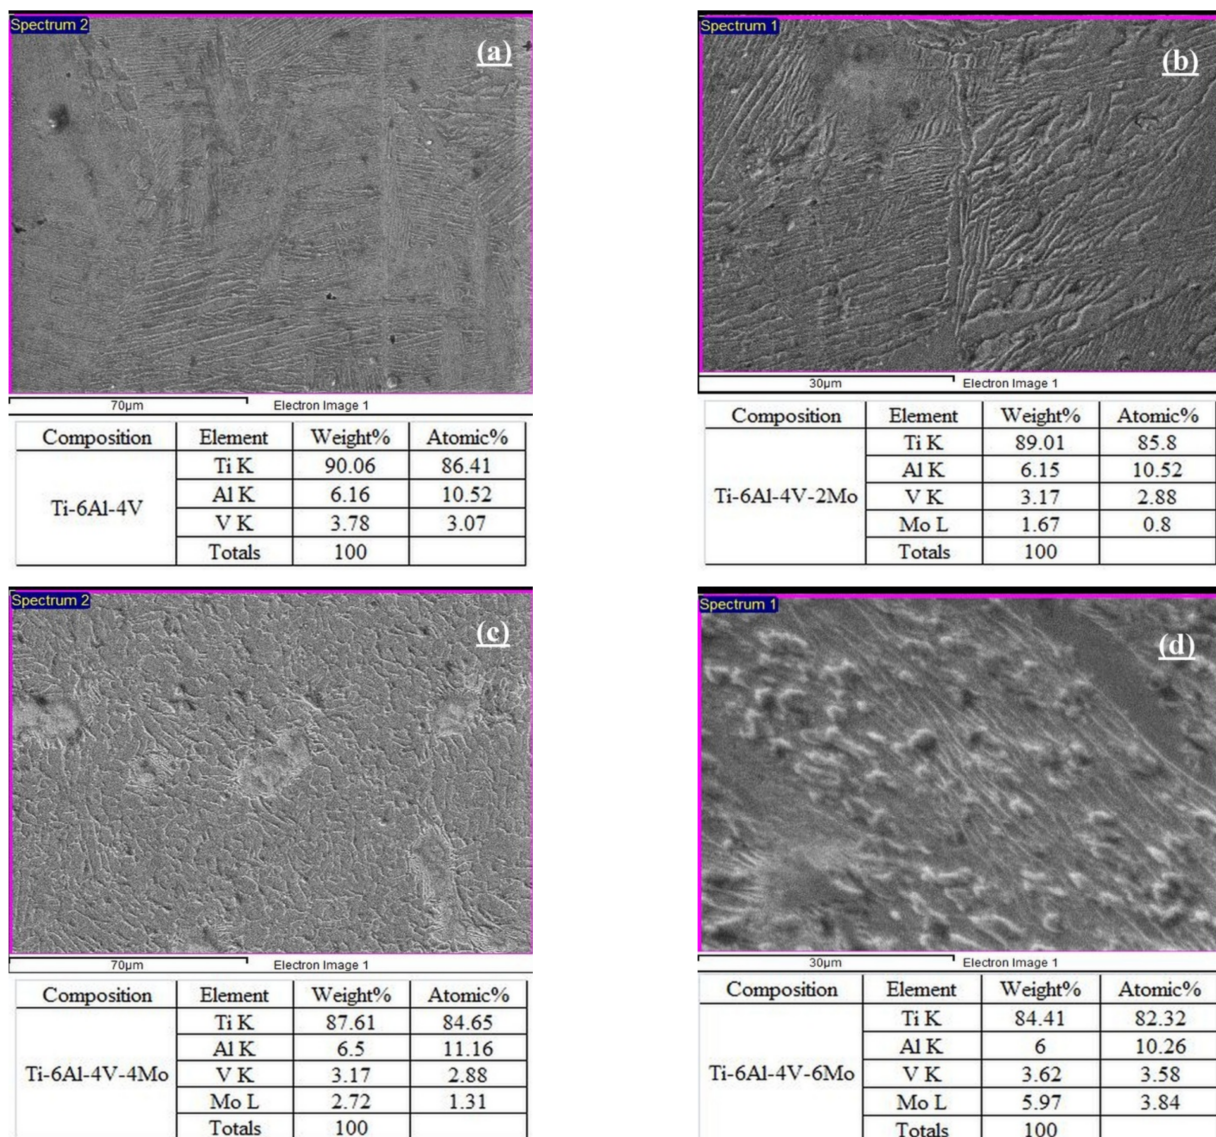 Spectrum 2
(a)
70µm Electron Image 1
Composition Element Weight% Atomic%
Ti-6Al-4V
Ti K 90.06 86.41
Al K 6.16 10.52
V K 3.78 3.07
Totals 100
Spectrum 1
(b)
30µm Electron Image 1
Composition Element Weight% Atomic%
Ti-6Al-4V-2Mo
Ti K 89.01 85.8
Al K 6.15 10.52
V K 3.17 2.88
Mo L 1.67 0.8
Totals 100
Spectrum 2
(c)
70µm Electron Image 1
Composition Element Weight% Atomic%
Ti-6Al-4V-4Mo
Ti K 87.61 84.65
Al K 6.5 11.16
V K 3.17 2.88
Mo L 2.72 1.31
Totals 100
Spectrum 1
(d)
30µm Electron Image 1
Composition Element Weight% Atomic%
Ti-6Al-4V-6Mo
Ti K 84.41 82.32
Al K 6 10.26
V K 3.62 3.58
Mo L 5.97 3.84
Totals 100